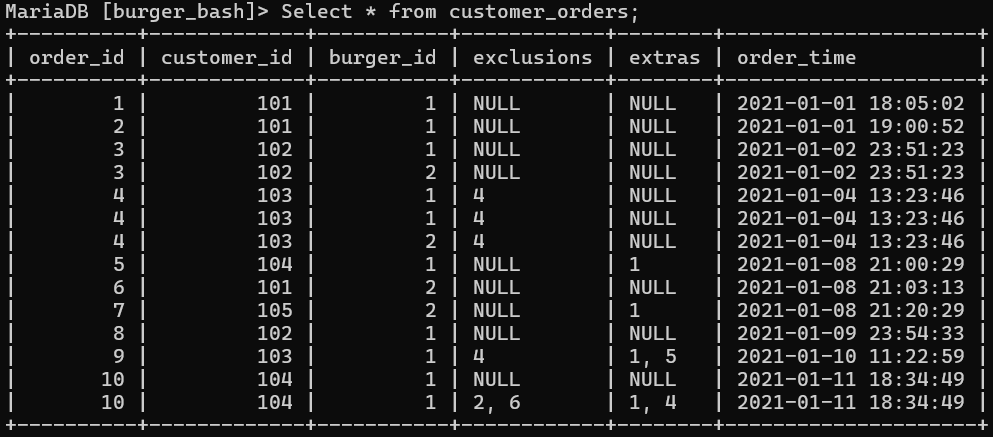 MariaDB [burger_bash]> Select * from customer_orders;
+----------+-------------+-----------+------------+--------+---------------------+
| order_id | customer_id | burger_id | exclusions | extras | order_time          |
+----------+-------------+-----------+------------+--------+---------------------+
|        1 |         101 |         1 | NULL       | NULL   | 2021-01-01 18:05:02 |
|        2 |         101 |         1 | NULL       | NULL   | 2021-01-01 19:00:52 |
|        3 |         102 |         1 | NULL       | NULL   | 2021-01-02 23:51:23 |
|        3 |         102 |         2 | NULL       | NULL   | 2021-01-02 23:51:23 |
|        4 |         103 |         1 | 4          | NULL   | 2021-01-04 13:23:46 |
|        4 |         103 |         1 | 4          | NULL   | 2021-01-04 13:23:46 |
|        4 |         103 |         2 | 4          | NULL   | 2021-01-04 13:23:46 |
|        5 |         104 |         1 | NULL       | 1      | 2021-01-08 21:00:29 |
|        6 |         101 |         2 | NULL       | NULL   | 2021-01-08 21:03:13 |
|        7 |         105 |         2 | NULL       | 1      | 2021-01-08 21:20:29 |
|        8 |         102 |         1 | NULL       | NULL   | 2021-01-09 23:54:33 |
|        9 |         103 |         1 | 4          | 1, 5   | 2021-01-10 11:22:59 |
|       10 |         104 |         1 | NULL       | NULL   | 2021-01-11 18:34:49 |
|       10 |         104 |         1 | 2, 6       | 1, 4   | 2021-01-11 18:34:49 |
+----------+-------------+-----------+------------+--------+---------------------+